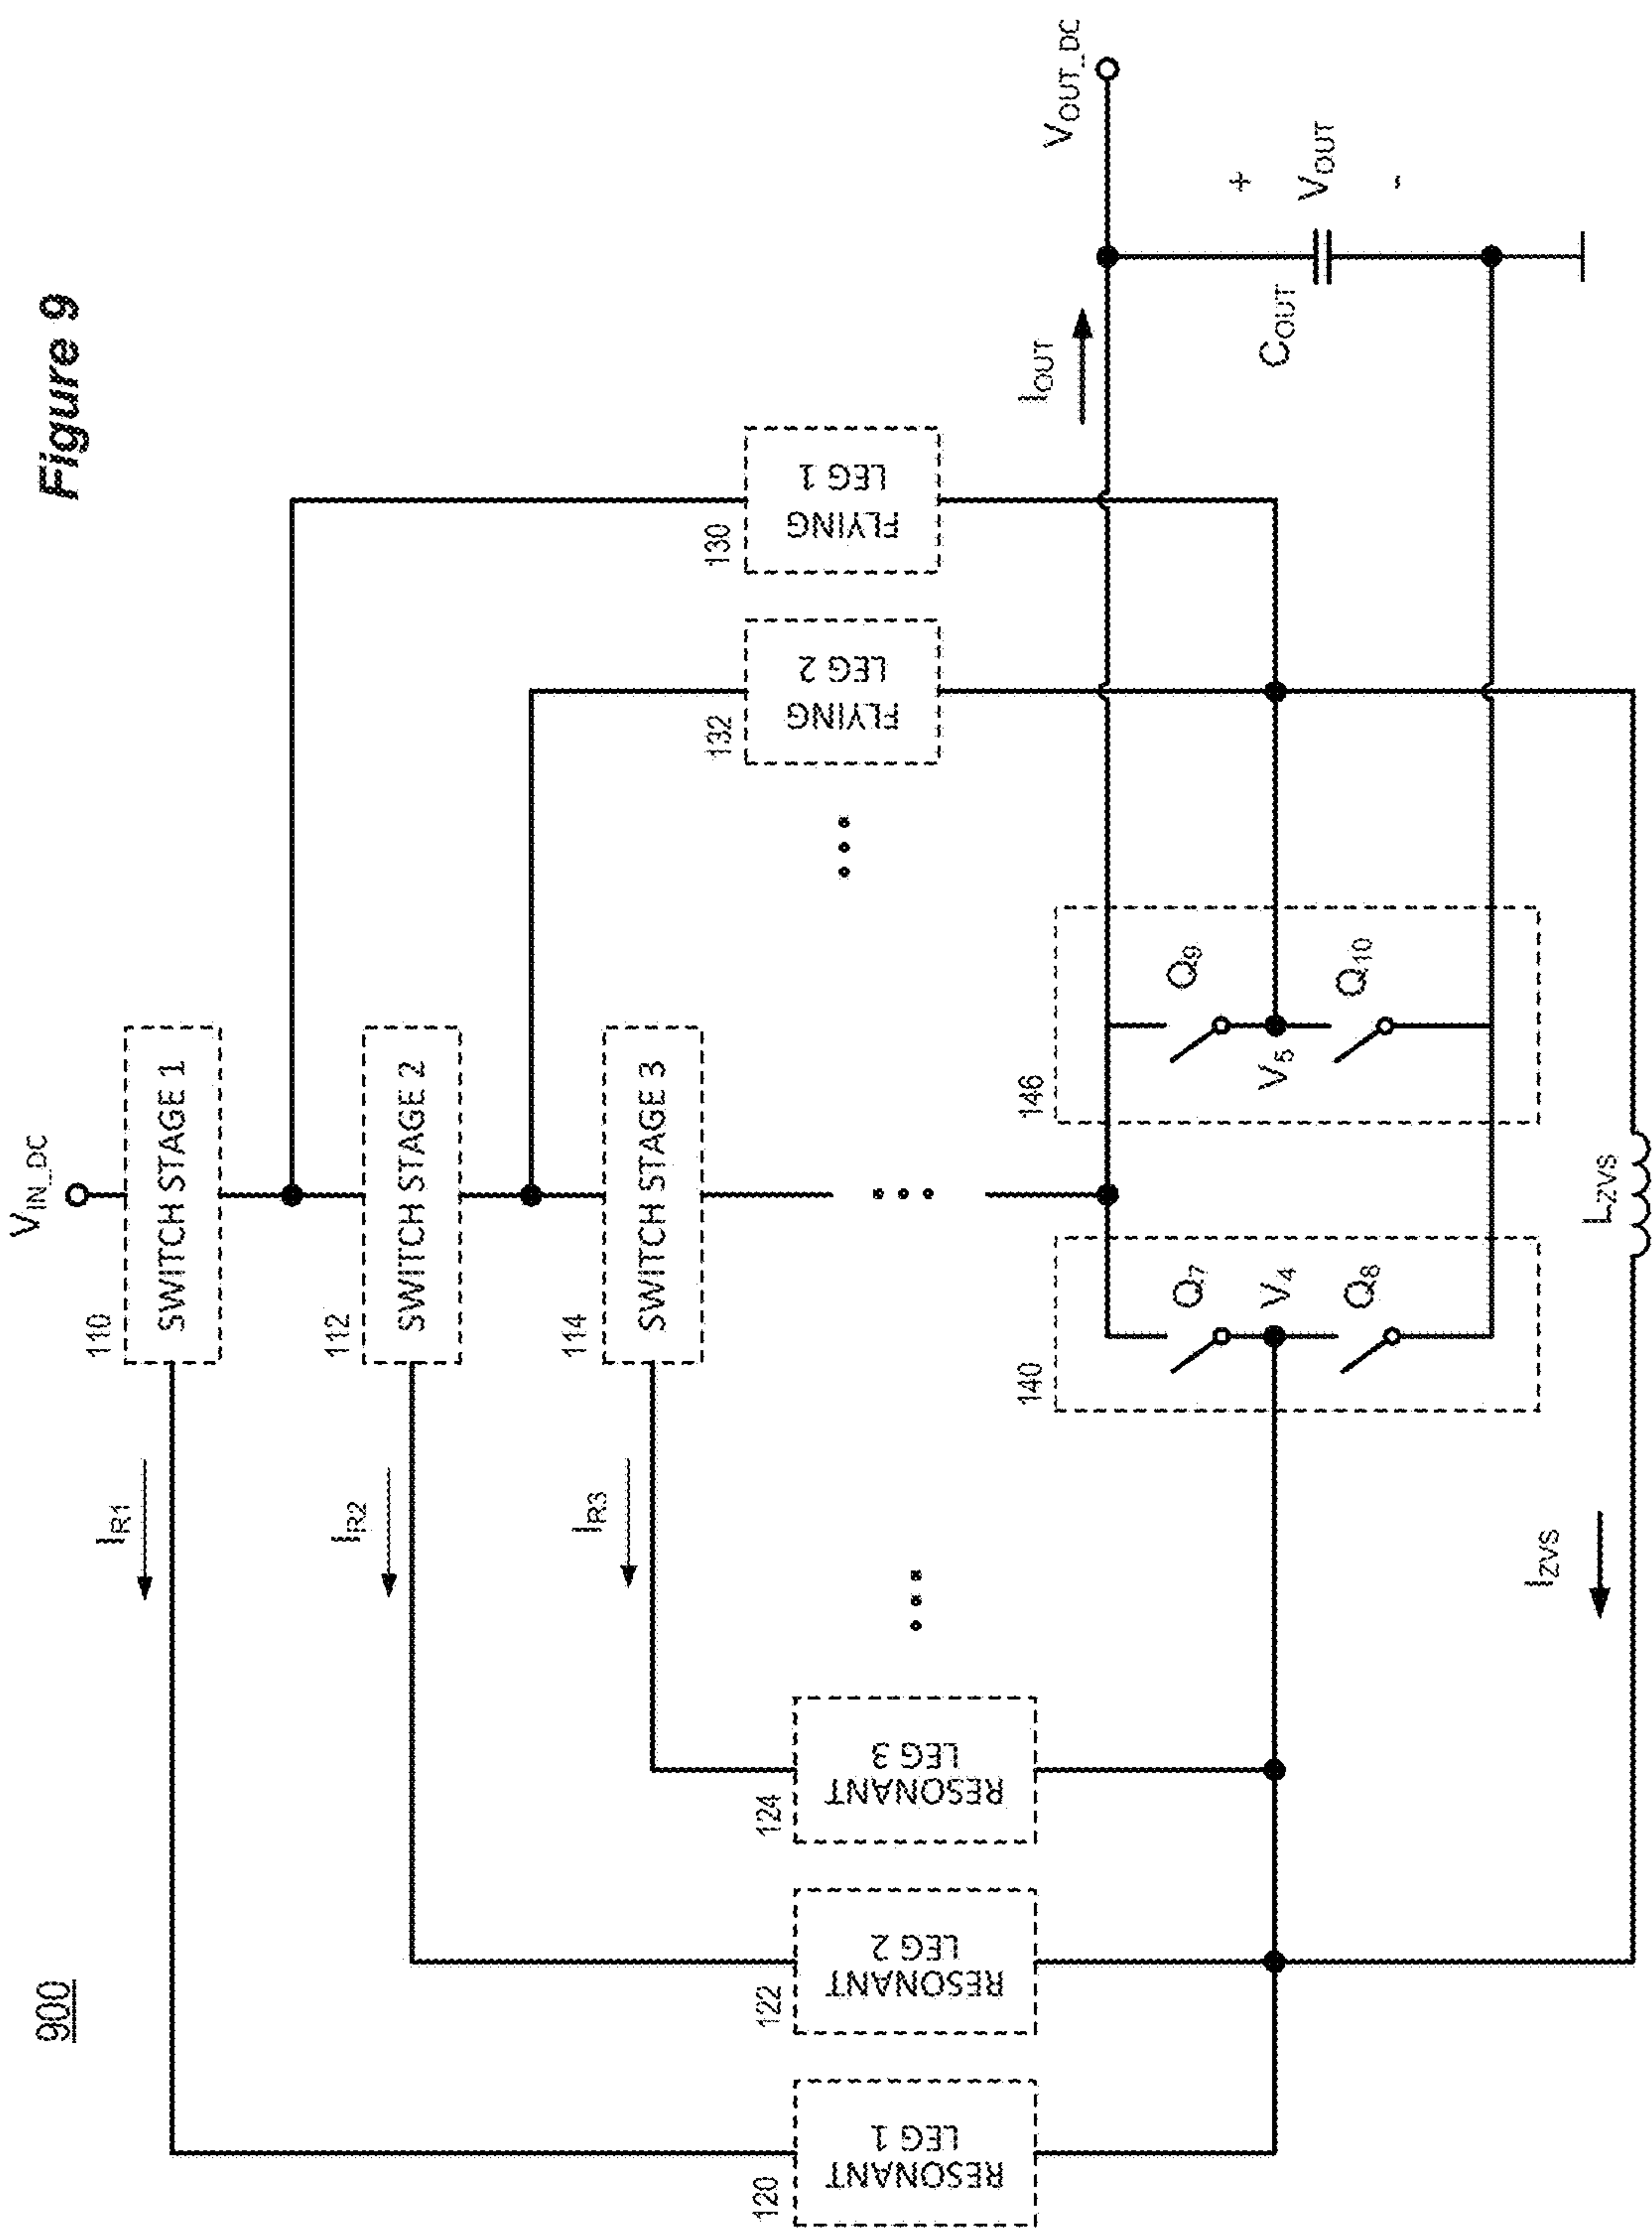 Figure 9
900
V_IN_DC
110
SWITCH STAGE 1
I_R1
112
SWITCH STAGE 2
I_R2
114
SWITCH STAGE 3
I_R3
120
RESONANT
LEG 1
122
RESONANT
LEG 2
124
RESONANT
LEG 3
130
FLYING
LEG 1
132
FLYING
LEG 2
140
Q7
V4
Q8
146
Q9
V5
Q10
I_OUT
V_OUT_DC
C_OUT
+
V_OUT
-
L_ZVS
I_ZVS